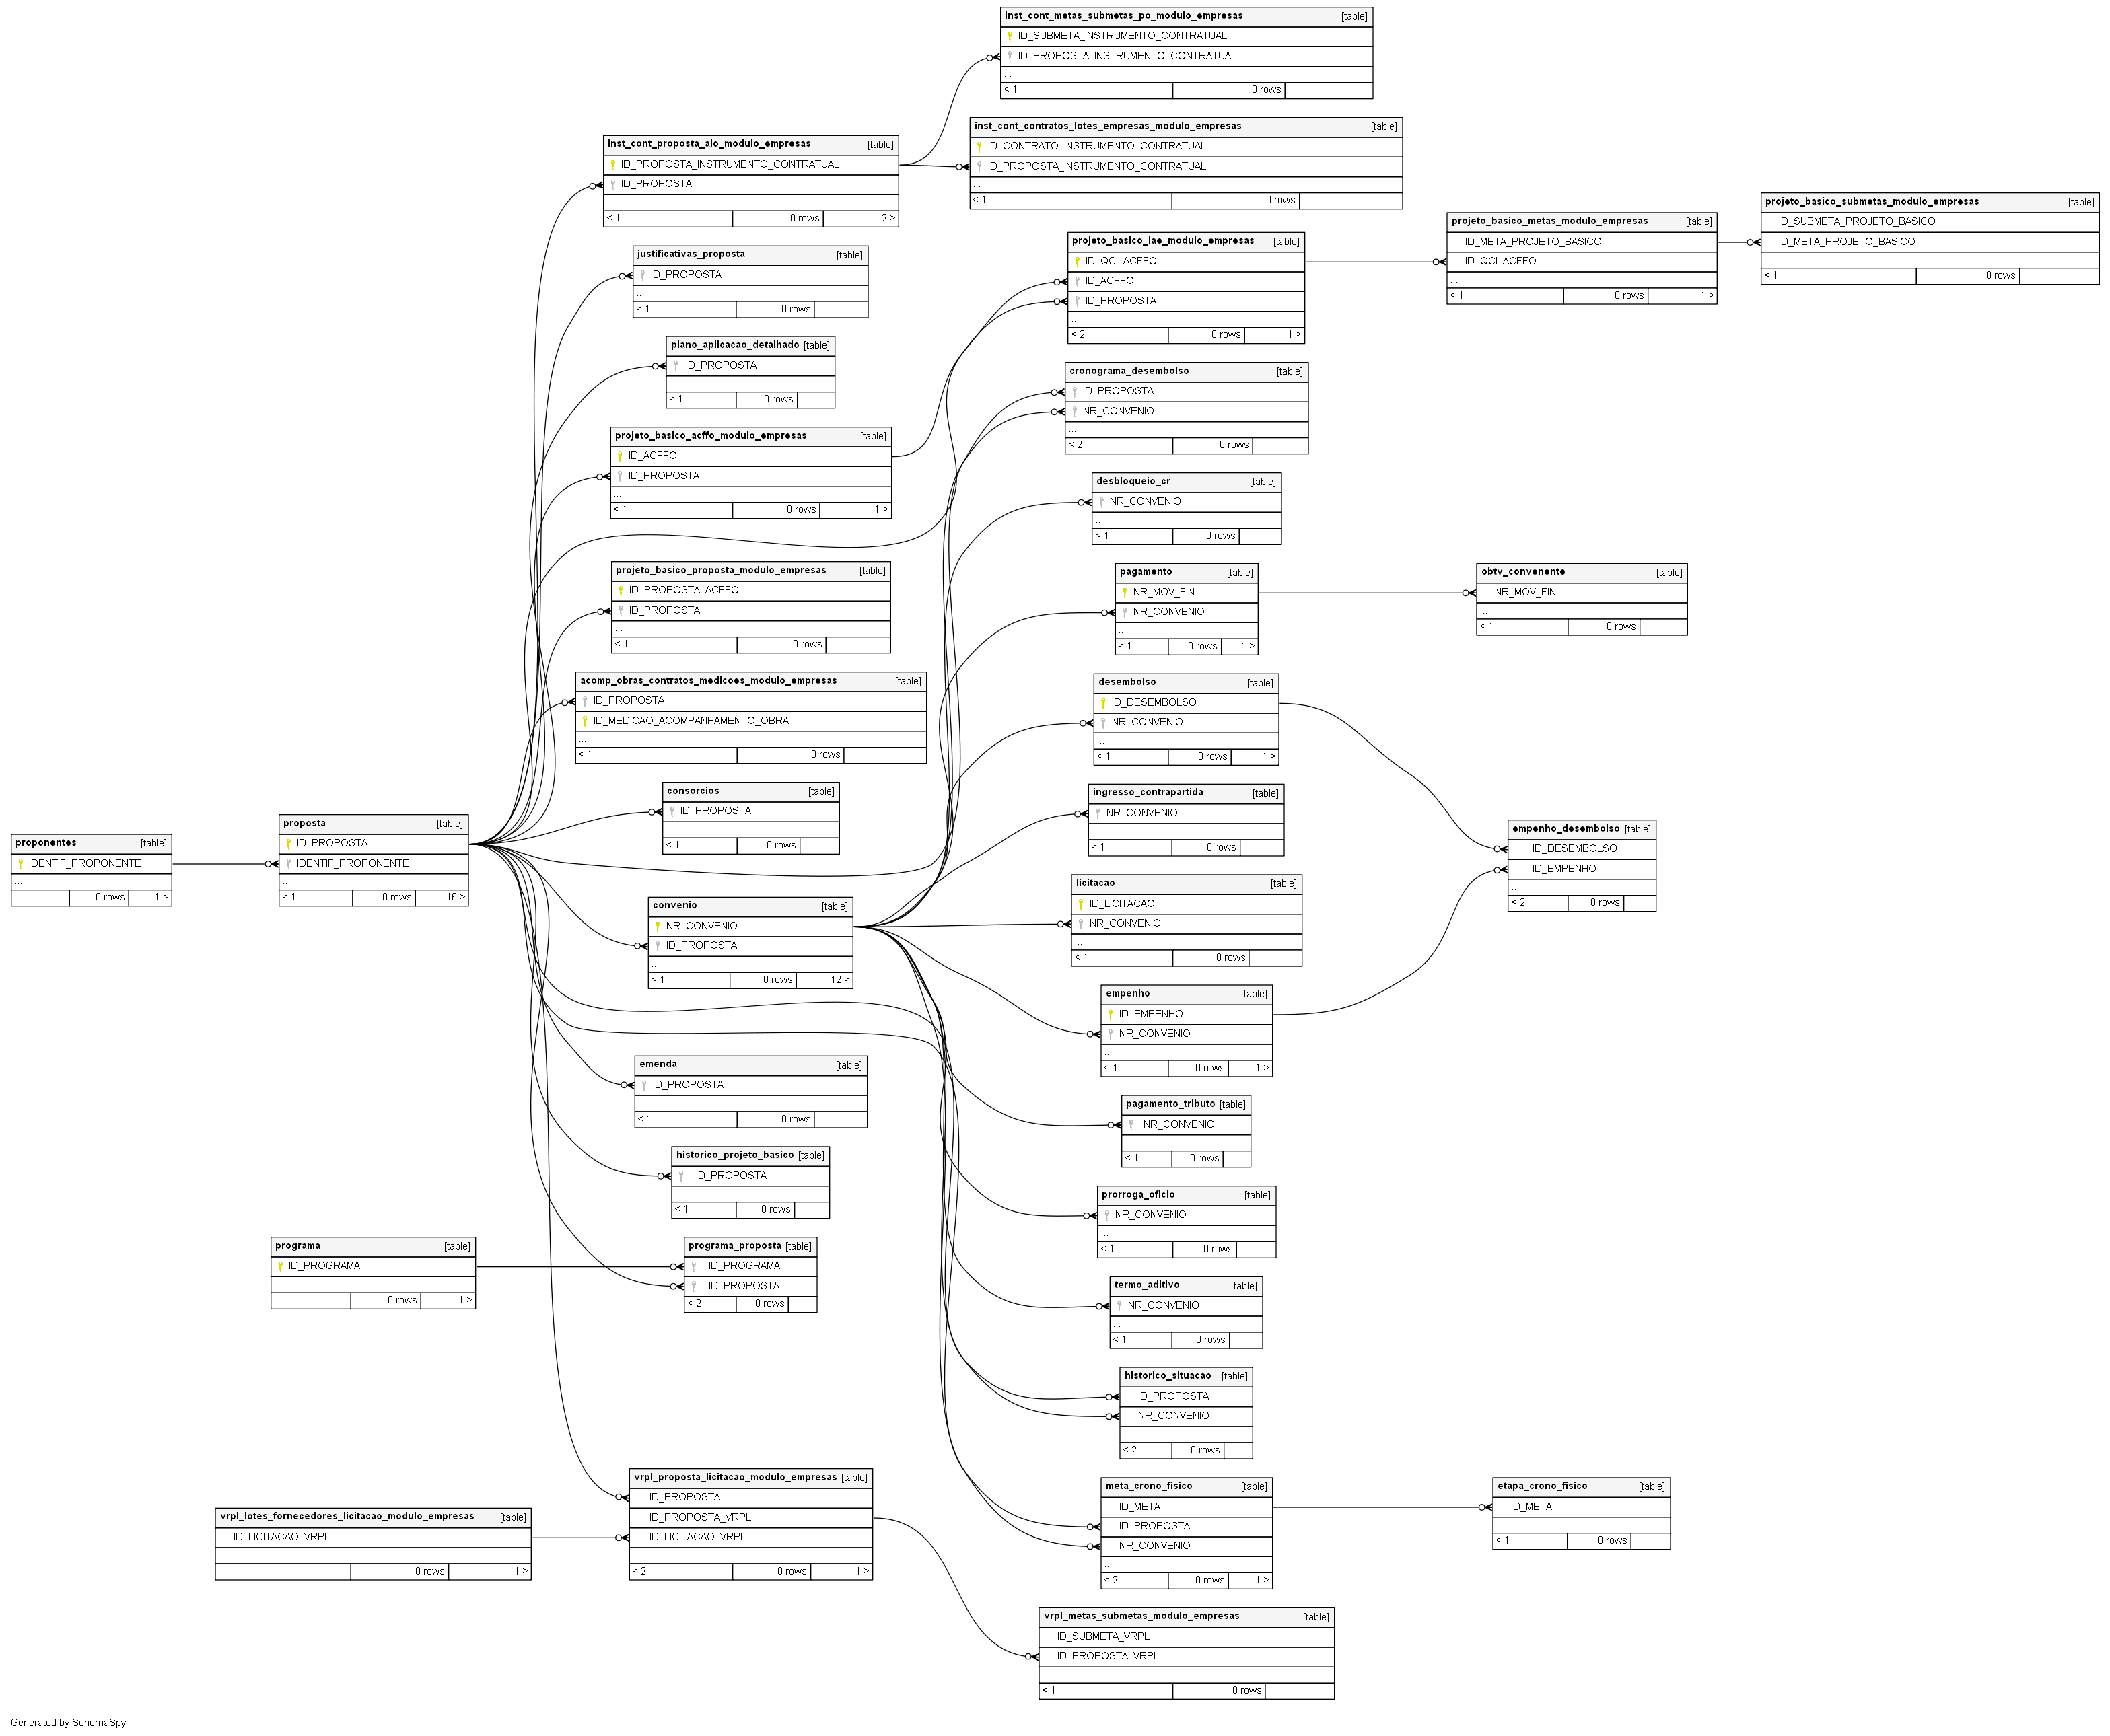 inst_cont_metas_submetas_po_modulo_empresas [table]
ID_SUBMETA_INSTRUMENTO_CONTRATUAL
ID_PROPOSTA_INSTRUMENTO_CONTRATUAL
...
< 1 0 rows
inst_cont_contratos_lotes_empresas_modulo_empresas [table]
ID_CONTRATO_INSTRUMENTO_CONTRATUAL
ID_PROPOSTA_INSTRUMENTO_CONTRATUAL
...
< 1 0 rows
inst_cont_proposta_aio_modulo_empresas [table]
ID_PROPOSTA_INSTRUMENTO_CONTRATUAL
ID_PROPOSTA
...
< 1 0 rows 2 >
projeto_basico_submetas_modulo_empresas [table]
ID_SUBMETA_PROJETO_BASICO
ID_META_PROJETO_BASICO
...
< 1 0 rows
projeto_basico_metas_modulo_empresas [table]
ID_META_PROJETO_BASICO
ID_QCI_ACFFO
...
< 1 0 rows 1 >
projeto_basico_lae_modulo_empresas [table]
ID_QCI_ACFFO
ID_ACFFO
ID_PROPOSTA
...
< 2 0 rows 1 >
justificativas_proposta [table]
ID_PROPOSTA
...
< 1 0 rows
plano_aplicacao_detalhado [table]
ID_PROPOSTA
...
< 1 0 rows
cronograma_desembolso [table]
ID_PROPOSTA
NR_CONVENIO
...
< 2 0 rows
projeto_basico_acffo_modulo_empresas [table]
ID_ACFFO
ID_PROPOSTA
...
< 1 0 rows 1 >
desbloqueio_cr [table]
NR_CONVENIO
...
< 1 0 rows
projeto_basico_proposta_modulo_empresas [table]
ID_PROPOSTA_ACFFO
ID_PROPOSTA
...
< 1 0 rows
pagamento [table]
NR_MOV_FIN
NR_CONVENIO
...
< 1 0 rows 1 >
obtv_convenente [table]
NR_MOV_FIN
...
< 1 0 rows
acomp_obras_contratos_medicoes_modulo_empresas [table]
ID_PROPOSTA
ID_MEDICAO_ACOMPANHAMENTO_OBRA
...
< 1 0 rows
desembolso [table]
ID_DESEMBOLSO
NR_CONVENIO
...
< 1 0 rows 1 >
consorcios [table]
ID_PROPOSTA
...
< 1 0 rows
ingresso_contrapartida [table]
NR_CONVENIO
...
< 1 0 rows
proponentes [table]
IDENTIF_PROPONENTE
...
0 rows 1 >
proposta [table]
ID_PROPOSTA
IDENTIF_PROPONENTE
...
< 1 0 rows 16 >
empenho_desembolso [table]
ID_DESEMBOLSO
ID_EMPENHO
...
< 2 0 rows
convenio [table]
NR_CONVENIO
ID_PROPOSTA
...
< 1 0 rows 12 >
licitacao [table]
ID_LICITACAO
NR_CONVENIO
...
< 1 0 rows
empenho [table]
ID_EMPENHO
NR_CONVENIO
...
< 1 0 rows 1 >
emenda [table]
ID_PROPOSTA
...
< 1 0 rows
pagamento_tributo [table]
NR_CONVENIO
...
< 1 0 rows
historico_projeto_basico [table]
ID_PROPOSTA
...
< 1 0 rows
prorroga_oficio [table]
NR_CONVENIO
...
< 1 0 rows
programa [table]
ID_PROGRAMA
...
0 rows 1 >
programa_proposta [table]
ID_PROGRAMA
ID_PROPOSTA
< 2 0 rows
termo_aditivo [table]
NR_CONVENIO
...
< 1 0 rows
historico_situacao [table]
ID_PROPOSTA
NR_CONVENIO
...
< 2 0 rows
vrpl_proposta_licitacao_modulo_empresas [table]
ID_PROPOSTA
ID_PROPOSTA_VRPL
ID_LICITACAO_VRPL
...
< 2 0 rows 1 >
vrpl_lotes_fornecedores_licitacao_modulo_empresas [table]
ID_LICITACAO_VRPL
...
0 rows 1 >
meta_crono_fisico [table]
ID_META
ID_PROPOSTA
NR_CONVENIO
...
< 2 0 rows 1 >
etapa_crono_fisico [table]
ID_META
...
< 1 0 rows
vrpl_metas_submetas_modulo_empresas [table]
ID_SUBMETA_VRPL
ID_PROPOSTA_VRPL
...
< 1 0 rows
Generated by SchemaSpy